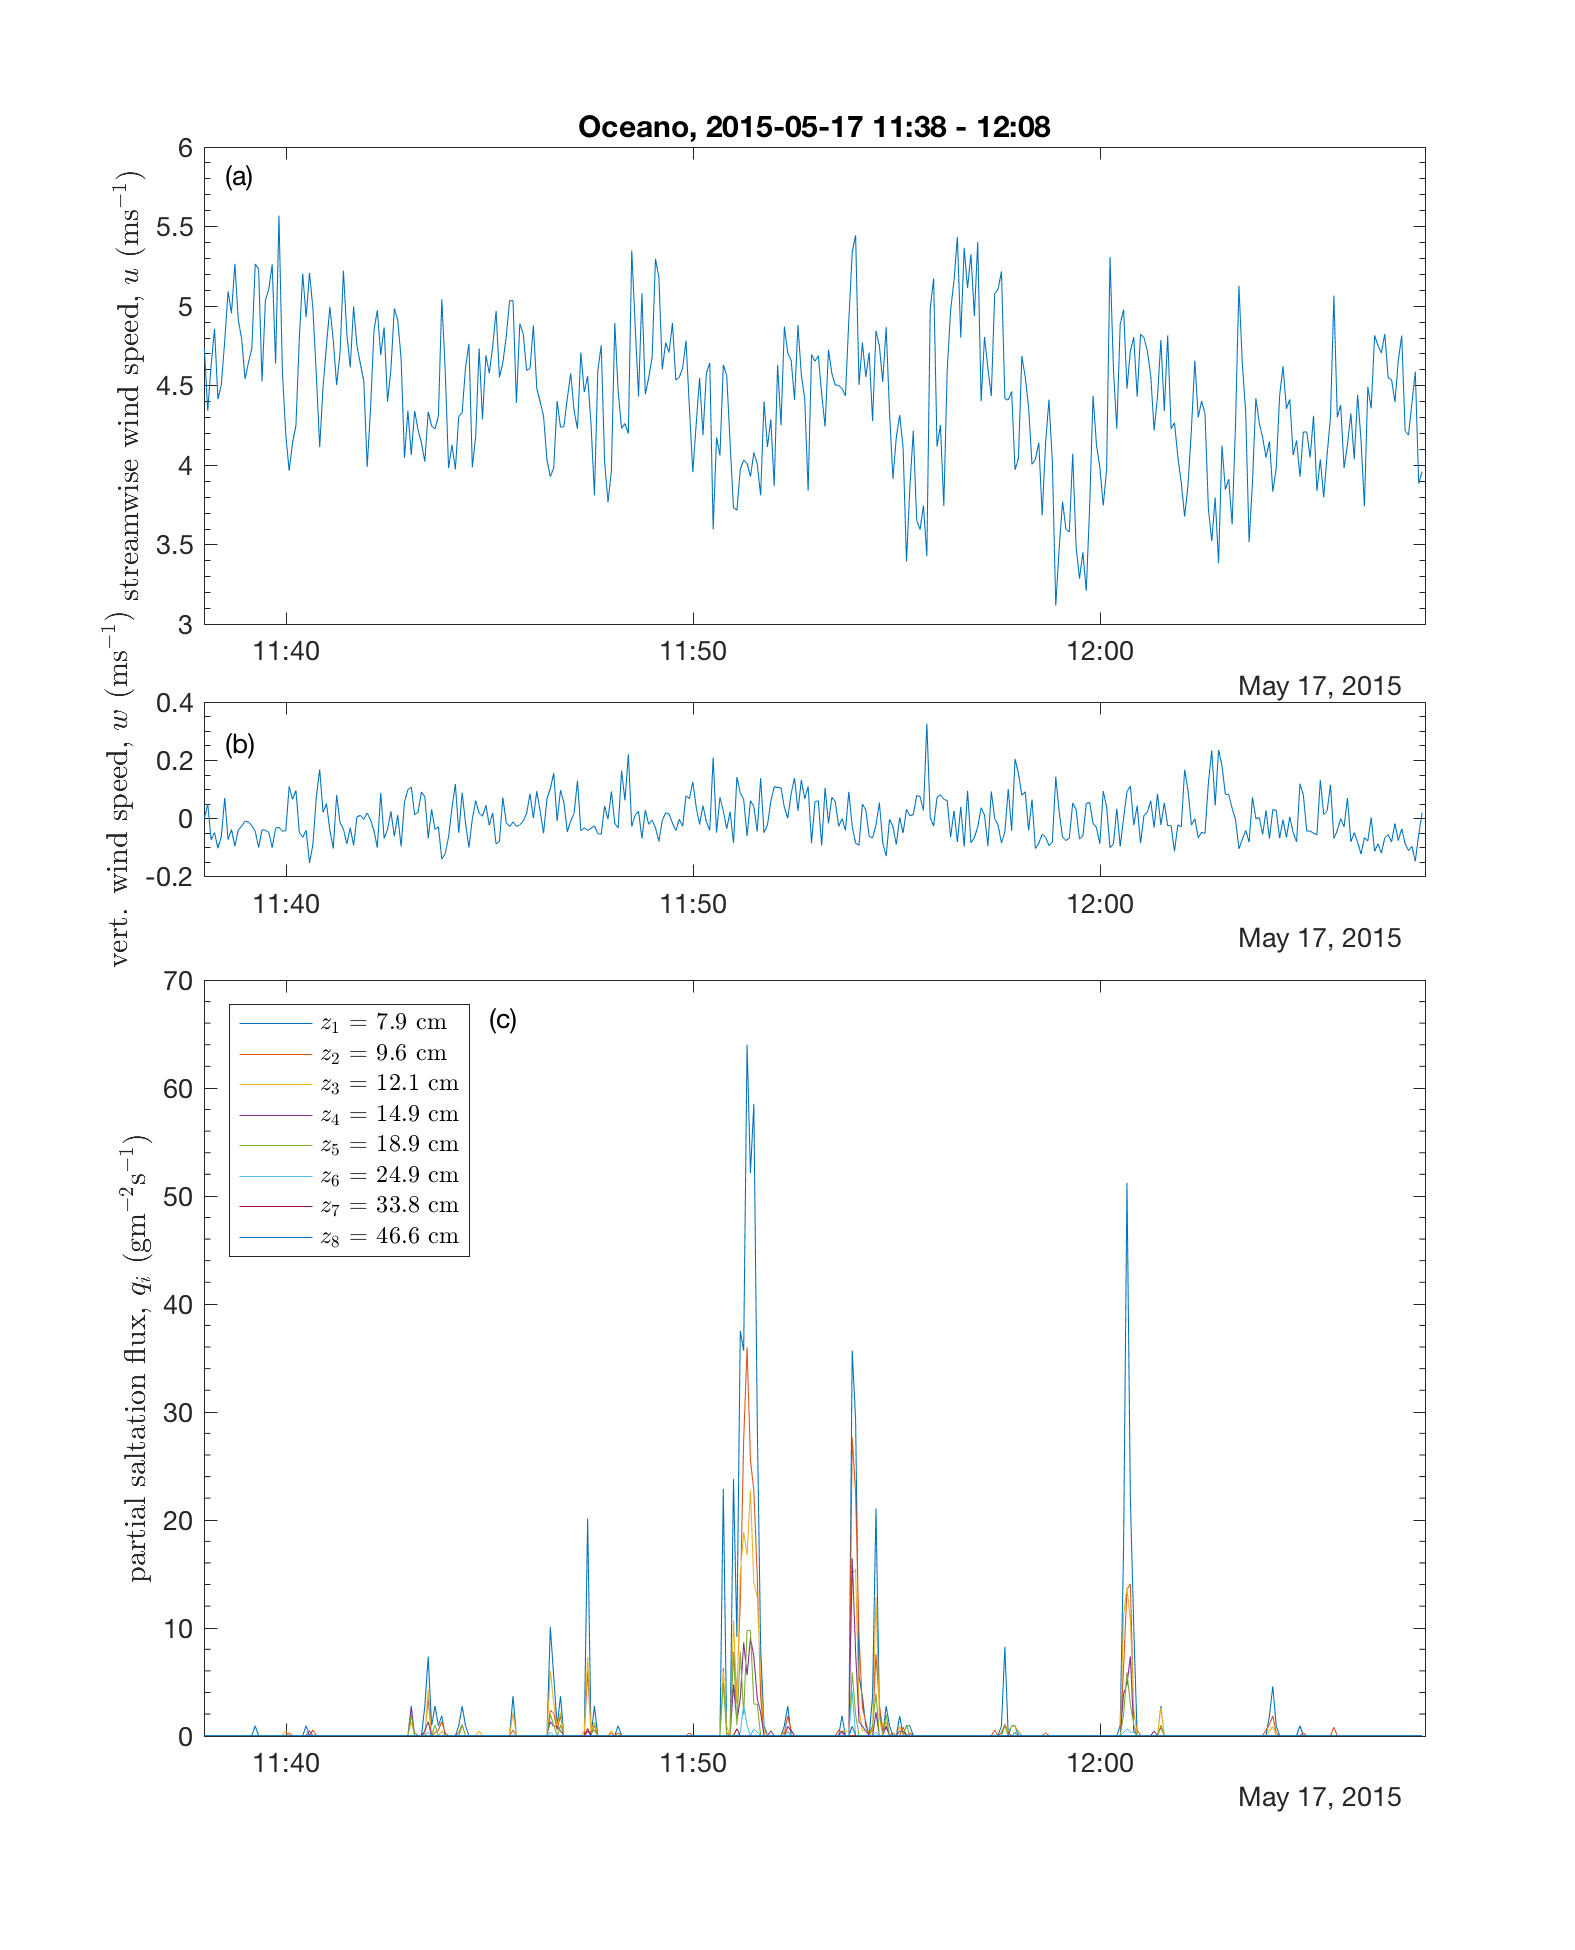 Oceano, 2015-05-17 11:38 - 12:08
(a)
streamwise wind speed, u (ms⁻¹)
6
5.5
5
4.5
4
3.5
3
11:40 11:50 12:00
May 17, 2015
(b)
vert. wind speed, w (ms⁻¹)
0.4
0.2
0
-0.2
11:40 11:50 12:00
May 17, 2015
(c)
partial saltation flux, qᵢ (gm⁻²s⁻¹)
70
60
50
40
30
20
10
0
z₁ = 7.9 cm
z₂ = 9.6 cm
z₃ = 12.1 cm
z₄ = 14.9 cm
z₅ = 18.9 cm
z₆ = 24.9 cm
z₇ = 33.8 cm
z₈ = 46.6 cm
11:40 11:50 12:00
May 17, 2015